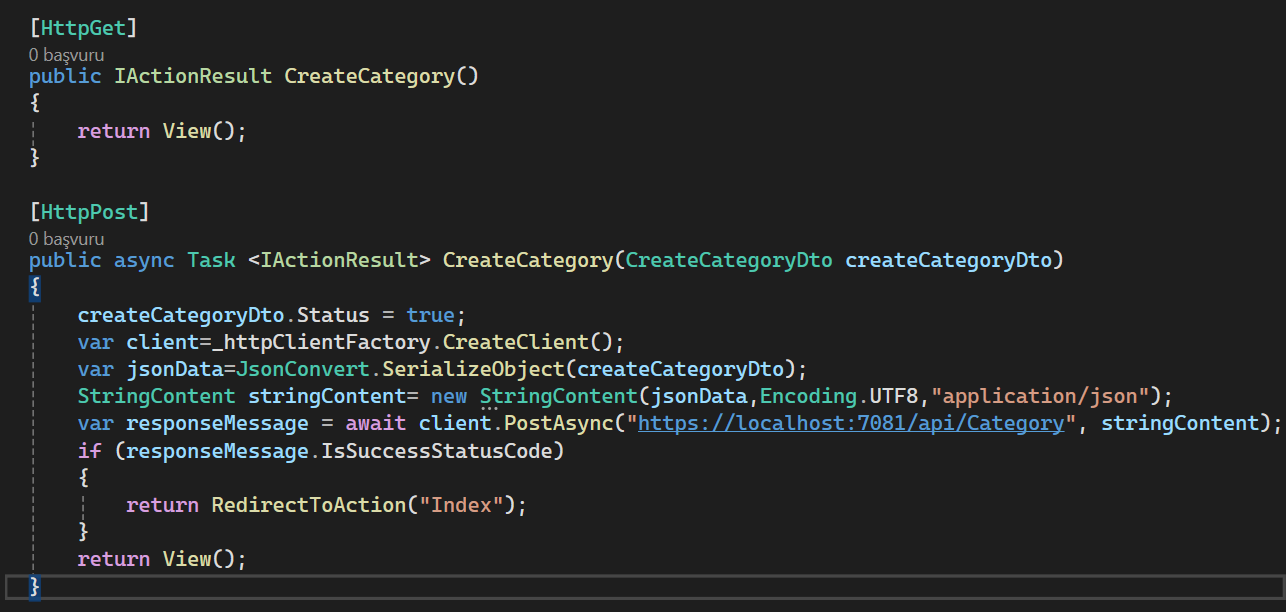 [HttpGet]
0 başvuru
public IActionResult CreateCategory()
{
    return View();
}
[HttpPost]
0 başvuru
public async Task <IActionResult> CreateCategory(CreateCategoryDto createCategoryDto)
{
    createCategoryDto.Status = true;
    var client=_httpClientFactory.CreateClient();
    var jsonData=JsonConvert.SerializeObject(createCategoryDto);
    StringContent stringContent= new StringContent(jsonData,Encoding.UTF8,"application/json");
    var responseMessage = await client.PostAsync("https://localhost:7081/api/Category", stringContent);
    if (responseMessage.IsSuccessStatusCode)
    {
        return RedirectToAction("Index");
    }
    return View();
}